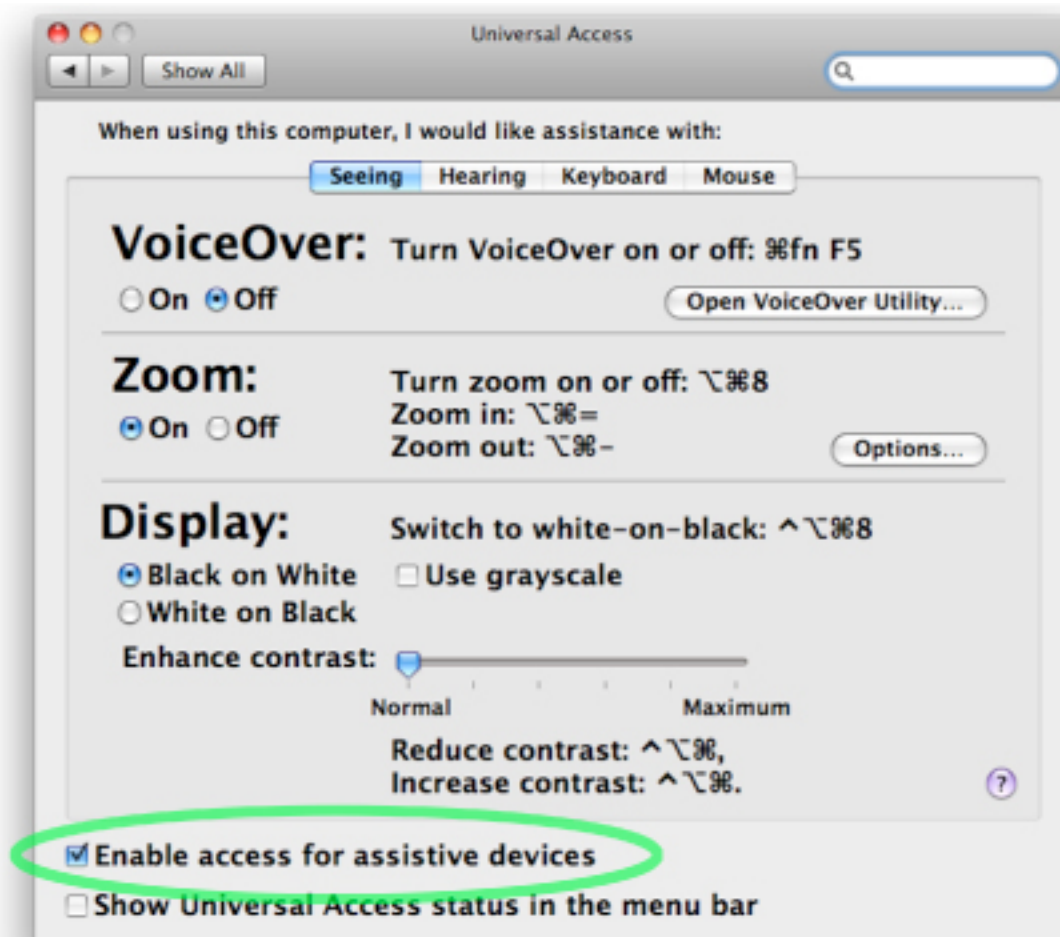 Universal Access
Show All
When using this computer, I would like assistance with:
Seeing Hearing Keyboard Mouse
VoiceOver: Turn VoiceOver on or off: ⌘fn F5
On Off Open VoiceOver Utility...
Zoom: Turn zoom on or off: ⌥⌘8
On Off Zoom in: ⌥⌘=
Zoom out: ⌥⌘- Options...
Display: Switch to white-on-black: ^⌥⌘8
Black on White Use grayscale
White on Black
Enhance contrast:
Normal Maximum
Reduce contrast: ^⌥⌘,
Increase contrast: ^⌥⌘. ?
Enable access for assistive devices
Show Universal Access status in the menu bar